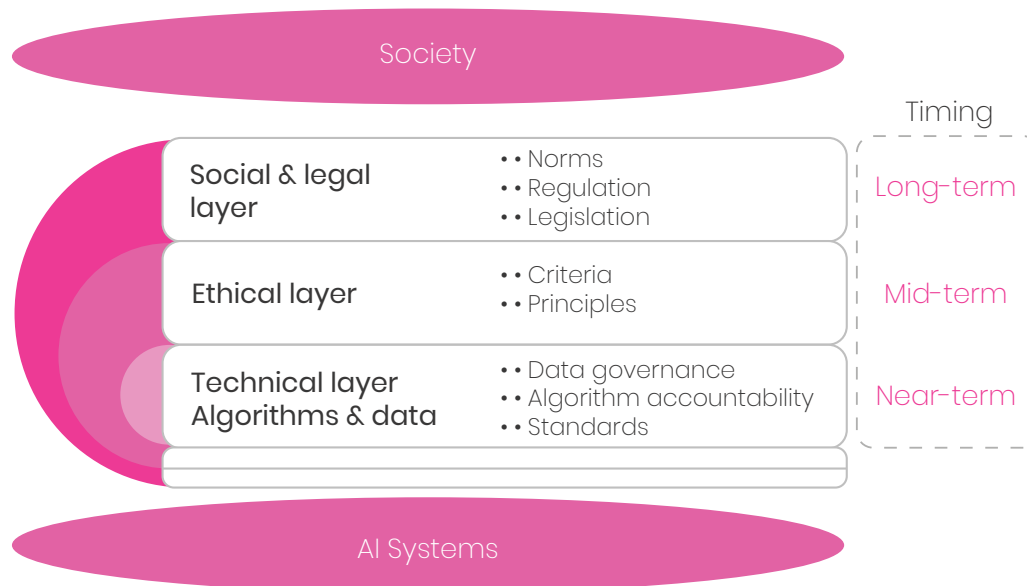 Society
Timing
Social & legal
layer
•• Norms
•• Regulation
•• Legislation
Long-term
Ethical layer
•• Criteria
•• Principles
Mid-term
Technical layer
Algorithms & data
•• Data governance
•• Algorithm accountability
•• Standards
Near-term
AI Systems